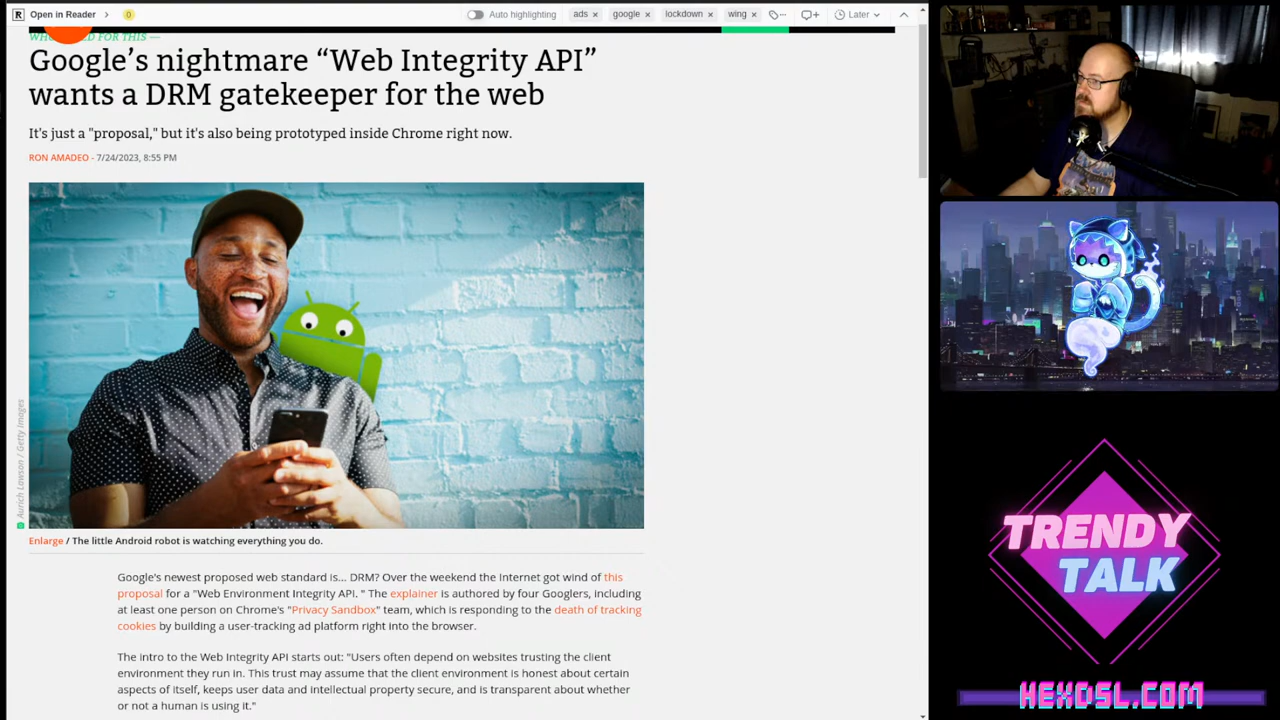 R Open in Reader > 0 Auto highlighting ads × google × lockdown × wing × Later
FOR THIS —
Google's nightmare “Web Integrity API”
wants a DRM gatekeeper for the web
It's just a "proposal," but it's also being prototyped inside Chrome right now.
RON AMADEO - 7/24/2023, 8:55 PM
Aurich Lawson / Getty Images
Enlarge / The little Android robot is watching everything you do.
Google's newest proposed web standard is... DRM? Over the weekend the Internet got wind of this
proposal for a "Web Environment Integrity API. " The explainer is authored by four Googlers, including
at least one person on Chrome's "Privacy Sandbox" team, which is responding to the death of tracking
cookies by building a user-tracking ad platform right into the browser.
The intro to the Web Integrity API starts out: "Users often depend on websites trusting the client
environment they run in. This trust may assume that the client environment is honest about certain
aspects of itself, keeps user data and intellectual property secure, and is transparent about whether
or not a human is using it."
TRENDY
TALK
HEXDSL.COM